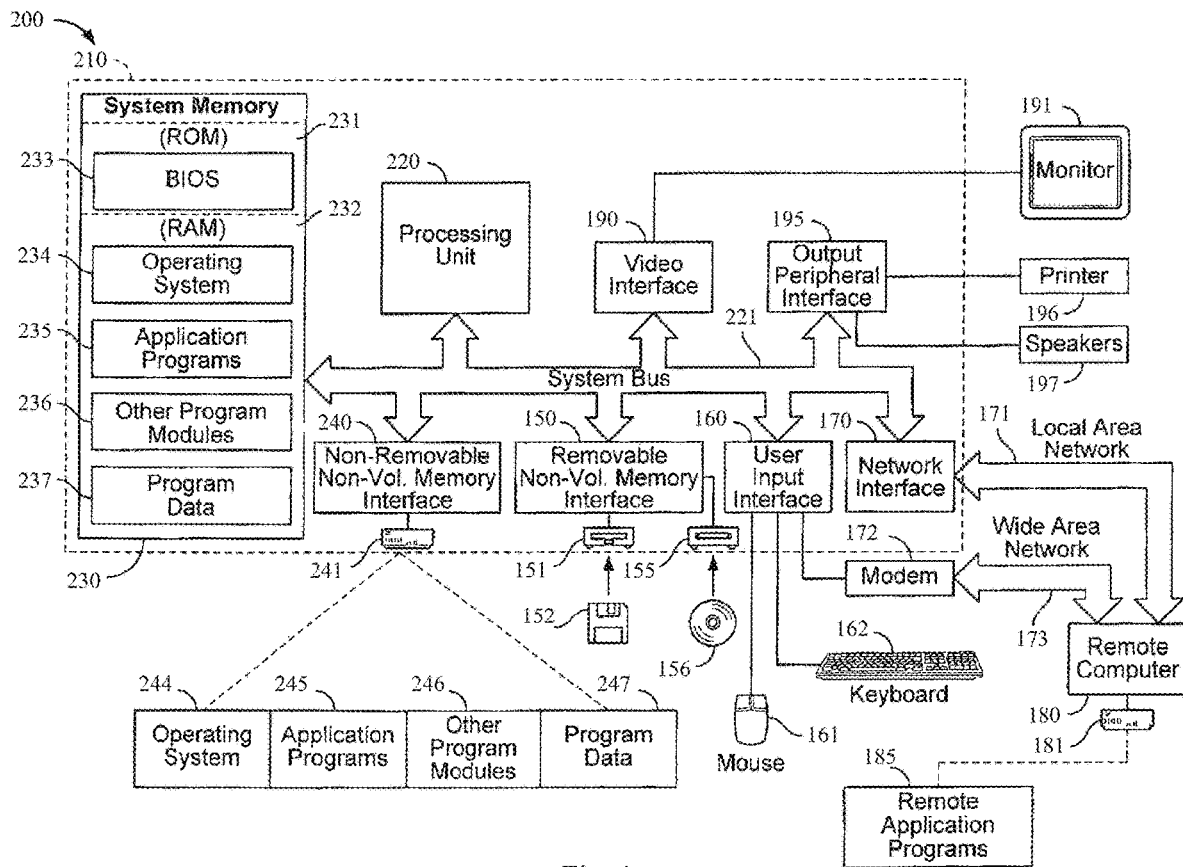 200
210
System Memory
(ROM)
231
233
BIOS
(RAM)
232
234
Operating
System
235
Application
Programs
236
Other Program
Modules
237
Program
Data
230
220
Processing
Unit
190
Video
Interface
195
Output
Peripheral
Interface
191
Monitor
Printer
196
Speakers
197
221
System Bus
240
Non-Removable
Non-Vol. Memory
Interface
150
Removable
Non-Vol. Memory
Interface
160
User
Input
Interface
170
Network
Interface
171
Local Area
Network
Wide Area
Network
172
Modem
173
241
151
155
152
156
162
Keyboard
161
Mouse
Remote
Computer
180
181
185
Remote
Application
Programs
244
Operating
System
245
Application
Programs
246
Other
Program
Modules
247
Program
Data